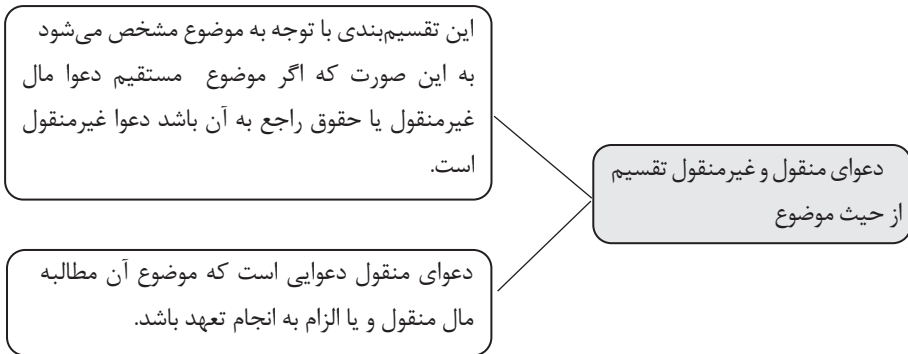 دعوای منقول و غیرمنقول تقسیم
از حیث موضوع
این تقسیم‌بندی با توجه به موضوع مشخص می‌شود
به این صورت که اگر موضوع مستقیم دعوا مال
غیرمنقول یا حقوق راجع به آن باشد دعوا غیرمنقول
است.
دعوای منقول دعوایی است که موضوع آن مطالبه
مال منقول و یا الزام به انجام تعهد باشد.